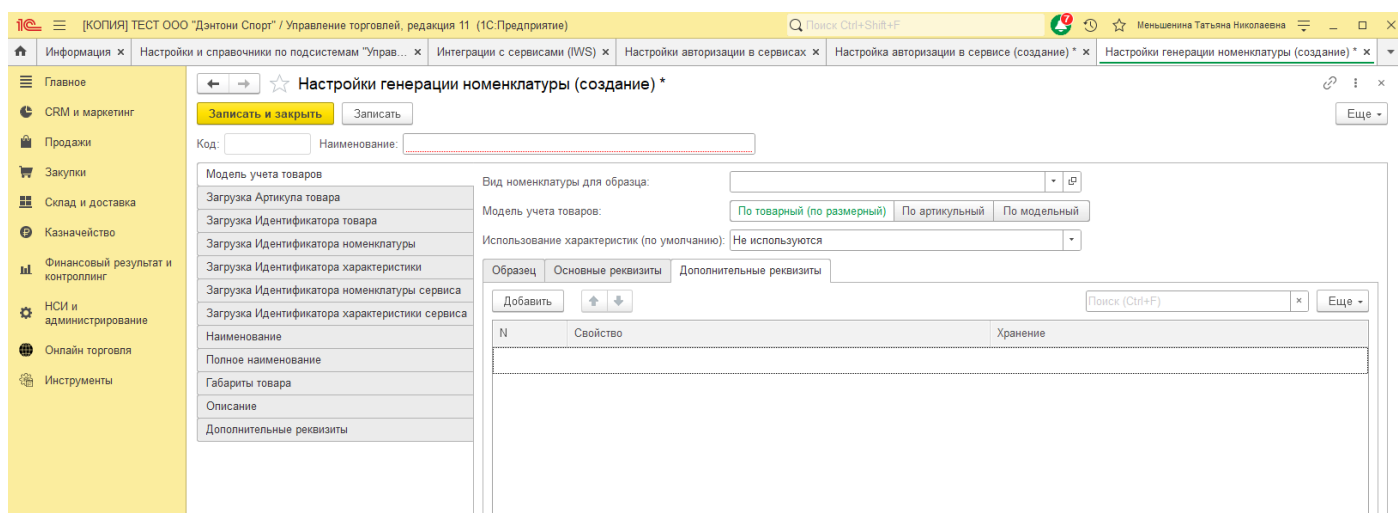 1С [КОПИЯ] ТЕСТ ООО "Дэнтони Спорт" / Управление торговлей, редакция 11 (1С:Предприятие) Поиск Ctrl+Shift+F 7 Меньшенина Татьяна Николаевна
Информация × Настройки и справочники по подсистемам "Управ... × Интеграции с сервисами (IWS) × Настройки авторизации в сервисах × Настройка авторизации в сервисе (создание) * × Настройки генерации номенклатуры (создание) * ×
Главное
CRM и маркетинг
Продажи
Закупки
Склад и доставка
Казначейство
Финансовый результат и
контроллинг
НСИ и
администрирование
Онлайн торговля
Инструменты
Настройки генерации номенклатуры (создание) *
Записать и закрыть Записать Еще
Код: Наименование:
Модель учета товаров
Загрузка Артикула товара
Загрузка Идентификатора товара
Загрузка Идентификатора номенклатуры
Загрузка Идентификатора характеристики
Загрузка Идентификатора номенклатуры сервиса
Загрузка Идентификатора характеристики сервиса
Наименование
Полное наименование
Габариты товара
Описание
Дополнительные реквизиты
Вид номенклатуры для образца:
Модель учета товаров: По товарный (по размерный) По артикульный По модельный
Использование характеристик (по умолчанию): Не используются
Образец Основные реквизиты Дополнительные реквизиты
Добавить Поиск (Ctrl+F) × Еще
N Свойство Хранение